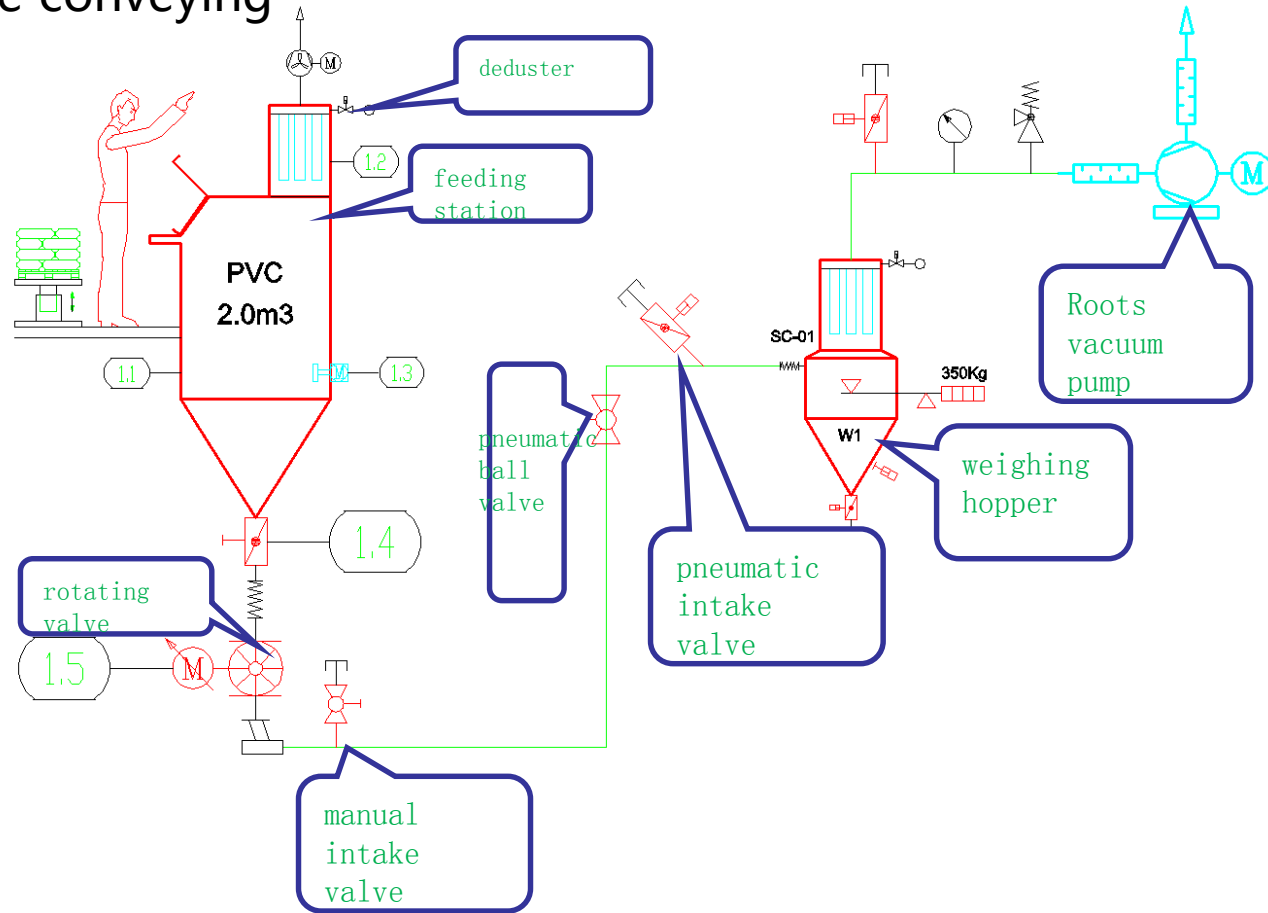 e conveying
M
deduster
1.2
feeding
station
PVC
2.0m3
1.1
M
1.3
1.4
rotating
valve
1.5
M
manual
intake
valve
pneumatic
ball
valve
pneumatic
intake
valve
SC-01
350Kg
W1
weighing
hopper
M
Roots
vacuum
pump